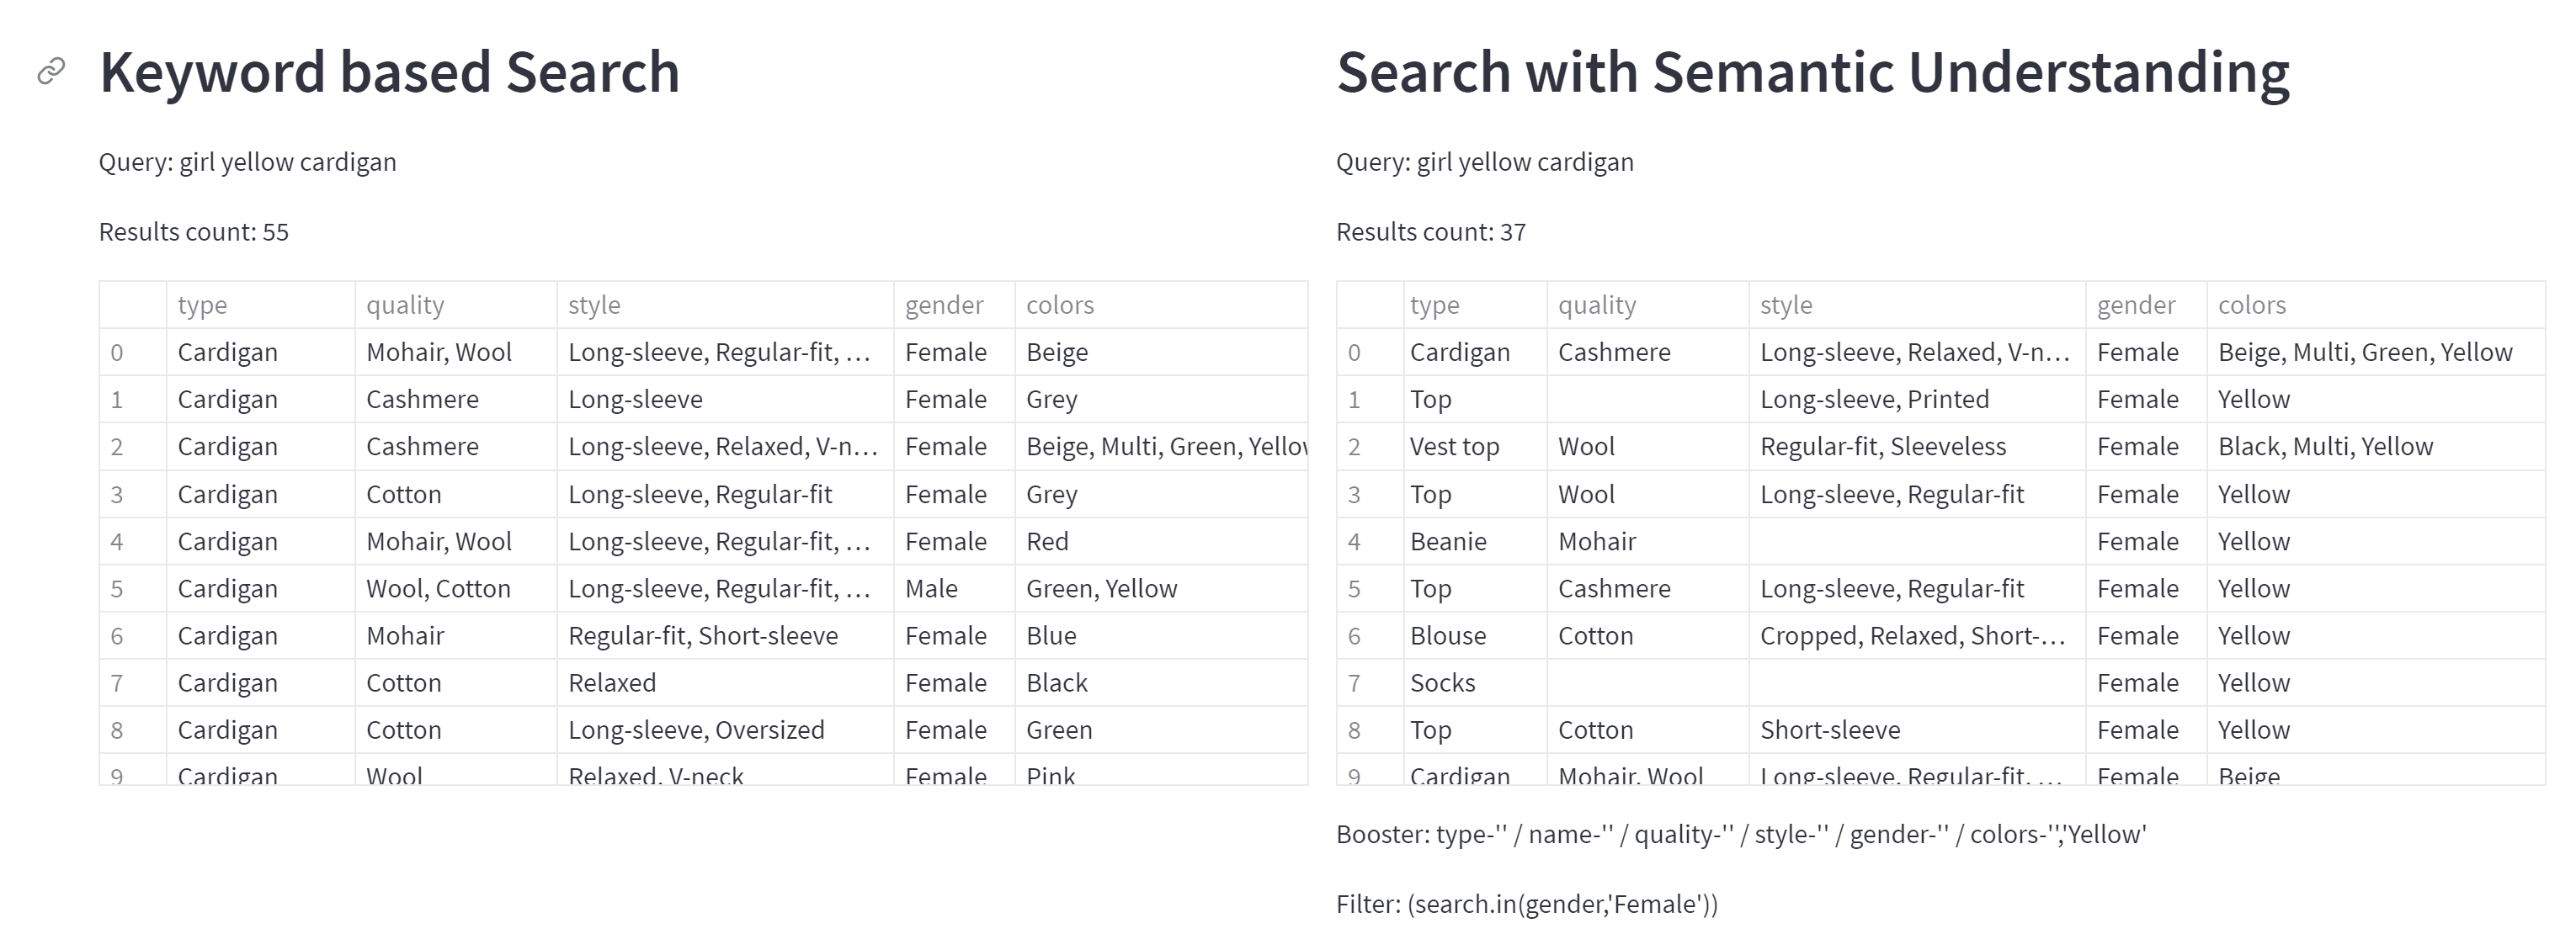 Keyword based Search
Query: girl yellow cardigan
Results count: 55
type quality style gender colors
0 Cardigan Mohair, Wool Long-sleeve, Regular-fit, … Female Beige
1 Cardigan Cashmere Long-sleeve Female Grey
2 Cardigan Cashmere Long-sleeve, Relaxed, V-n… Female Beige, Multi, Green, Yellow
3 Cardigan Cotton Long-sleeve, Regular-fit Female Grey
4 Cardigan Mohair, Wool Long-sleeve, Regular-fit, … Female Red
5 Cardigan Wool, Cotton Long-sleeve, Regular-fit, … Male Green, Yellow
6 Cardigan Mohair Regular-fit, Short-sleeve Female Blue
7 Cardigan Cotton Relaxed Female Black
8 Cardigan Cotton Long-sleeve, Oversized Female Green
9 Cardigan Wool Relaxed, V-neck Female Pink
Search with Semantic Understanding
Query: girl yellow cardigan
Results count: 37
type quality style gender colors
0 Cardigan Cashmere Long-sleeve, Relaxed, V-n… Female Beige, Multi, Green, Yellow
1 Top Long-sleeve, Printed Female Yellow
2 Vest top Wool Regular-fit, Sleeveless Female Black, Multi, Yellow
3 Top Wool Long-sleeve, Regular-fit Female Yellow
4 Beanie Mohair Female Yellow
5 Top Cashmere Long-sleeve, Regular-fit Female Yellow
6 Blouse Cotton Cropped, Relaxed, Short-… Female Yellow
7 Socks Female Yellow
8 Top Cotton Short-sleeve Female Yellow
9 Cardigan Mohair, Wool Long-sleeve, Regular-fit, … Female Beige
Booster: type-'' / name-'' / quality-'' / style-'' / gender-'' / colors-'','Yellow'
Filter: (search.in(gender,'Female'))